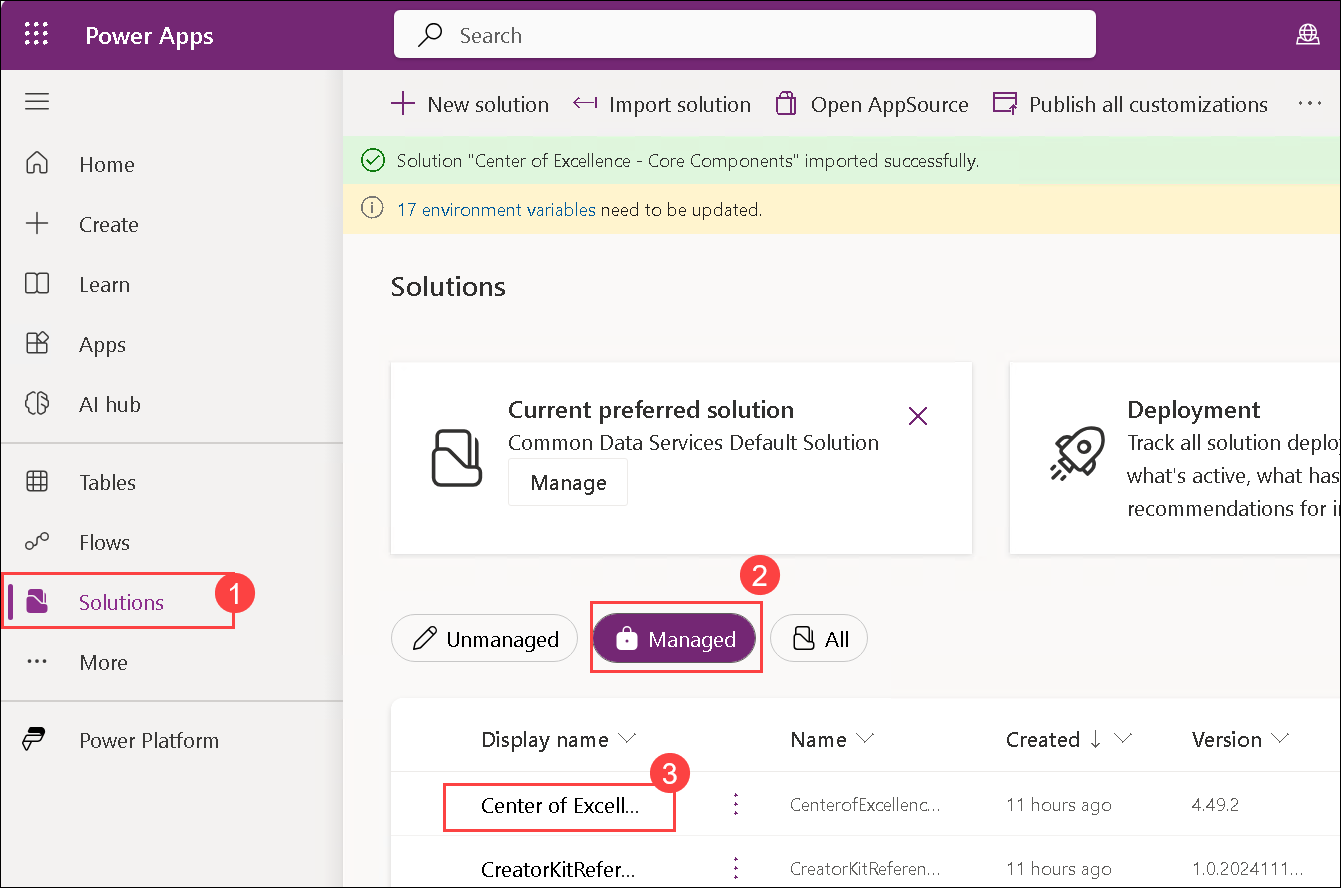 Power Apps
Search
New solution
Import solution
Open AppSource
Publish all customizations
Solution "Center of Excellence - Core Components" imported successfully.
17 environment variables need to be updated.
Home
Create
Learn
Apps
AI hub
Tables
Flows
Solutions
1
More
Power Platform
Solutions
Current preferred solution
Common Data Services Default Solution
Manage
Deployment
Track all solution deplo
what's active, what has
recommendations for i
2
Unmanaged
Managed
All
Display name
Name
Created
Version
3
Center of Excell...
CenterofExcellenc...
11 hours ago
4.49.2
CreatorKitRefer...
CreatorKitReferen...
11 hours ago
1.0.2024111...